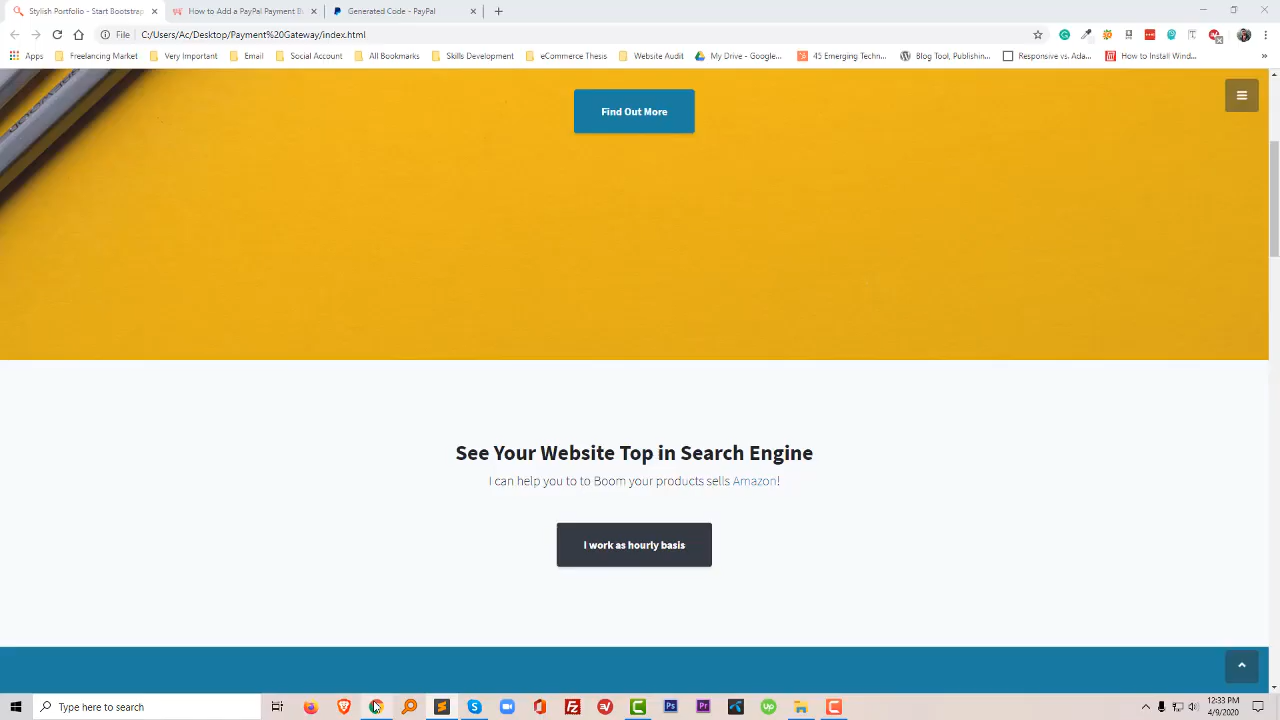 Stylish Portfolio - Start Bootstrap
How to Add a PayPal Payment B
Generated Code - PayPal
File
C:/Users/Ac/Desktop/Payment%20Gateway/index.html
Apps
Freelancing Market
Very Important
Email
Social Account
All Bookmarks
Skills Development
eCommerce Thesis
Website Audit
My Drive - Google...
45 Emerging Techn...
Blog Tool, Publishin...
Responsive vs. Ada...
How to Install Wind...
»
Find Out More
See Your Website Top in Search Engine
I can help you to to Boom your products sells Amazon!
I work as hourly basis
Type here to search
12:33 PM
4/9/2020